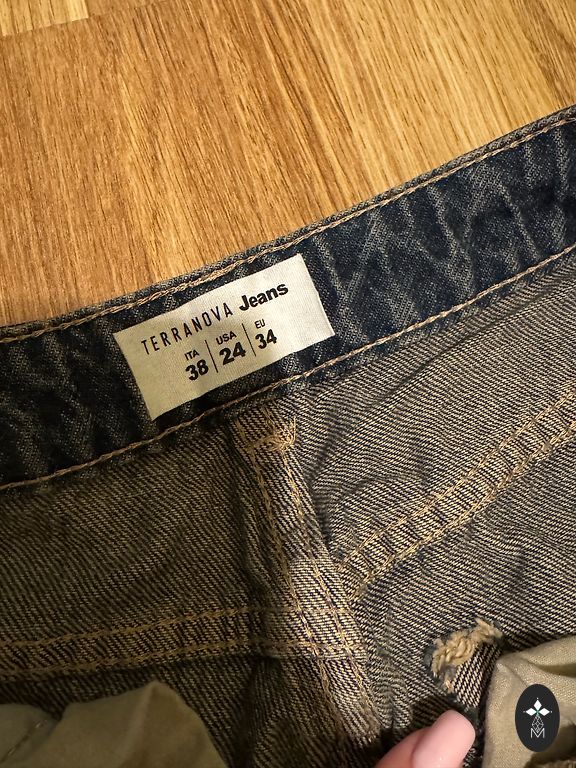 TERRANOVA Jeans
ITA | USA | EU
38 | 24 | 34